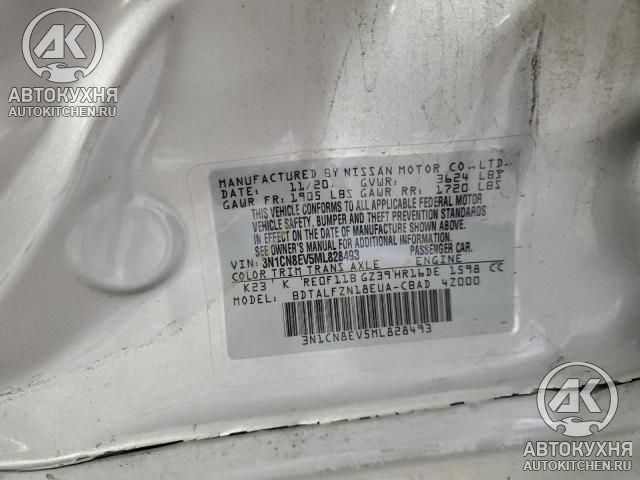 AK
АВТОКУХНЯ
AUTOKITCHEN.RU
MANUFACTURED BY NISSAN MOTOR CO., LTD.
DATE: 11/20 GVWR: 3624 LBS
GAWR FR: 1905 LBS GAWR RR: 1720 LBS
THIS VEHICLE CONFORMS TO ALL APPLICABLE FEDERAL MOTOR
VEHICLE SAFETY, BUMPER AND THEFT PREVENTION STANDARDS
IN EFFECT ON THE DATE OF MANUFACTURE SHOWN ABOVE.
SEE OWNER'S MANUAL FOR ADDITIONAL INFORMATION.
VIN: 3N1CN8EV5ML828493 PASSENGER CAR.
COLOR TRIM TRANS AXLE ENGINE
K23 K RE0F11B GZ39 HR16DE 1598 CC
BDTALFZN18EUA-CBAD 4Z000
MODEL:
3N1CN8EV5ML828493
AK
АВТОКУХНЯ
AUTOKITCHEN.RU